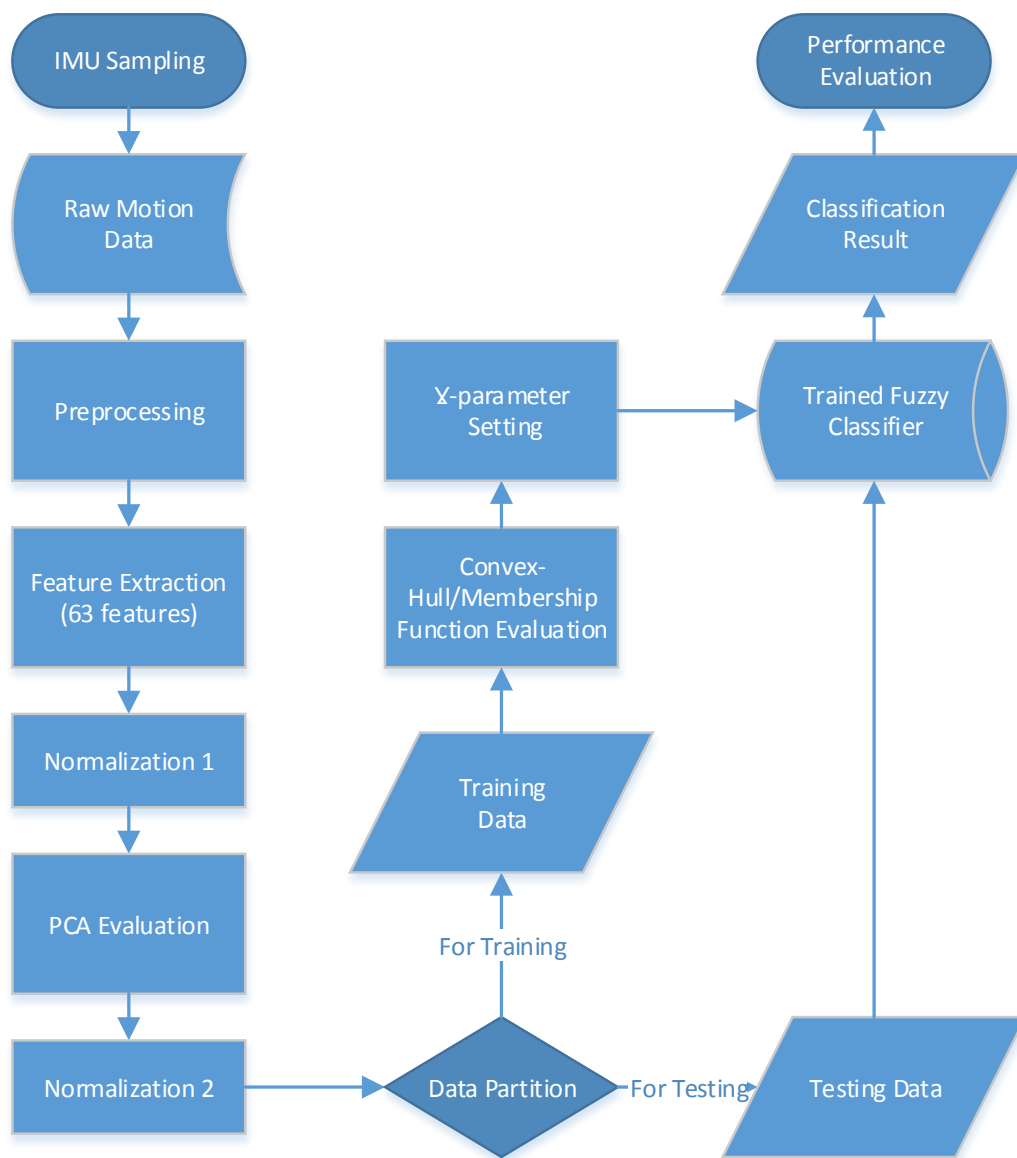 IMU Sampling
Raw Motion
Data
Preprocessing
Feature Extraction
(63 features)
Normalization 1
PCA Evaluation
Normalization 2
Data Partition
For Training
Training
Data
Convex-
Hull/Membership
Function Evaluation
-parameter
Setting
For Testing
Testing Data
Trained Fuzzy
Classifier
Classification
Result
Performance
Evaluation